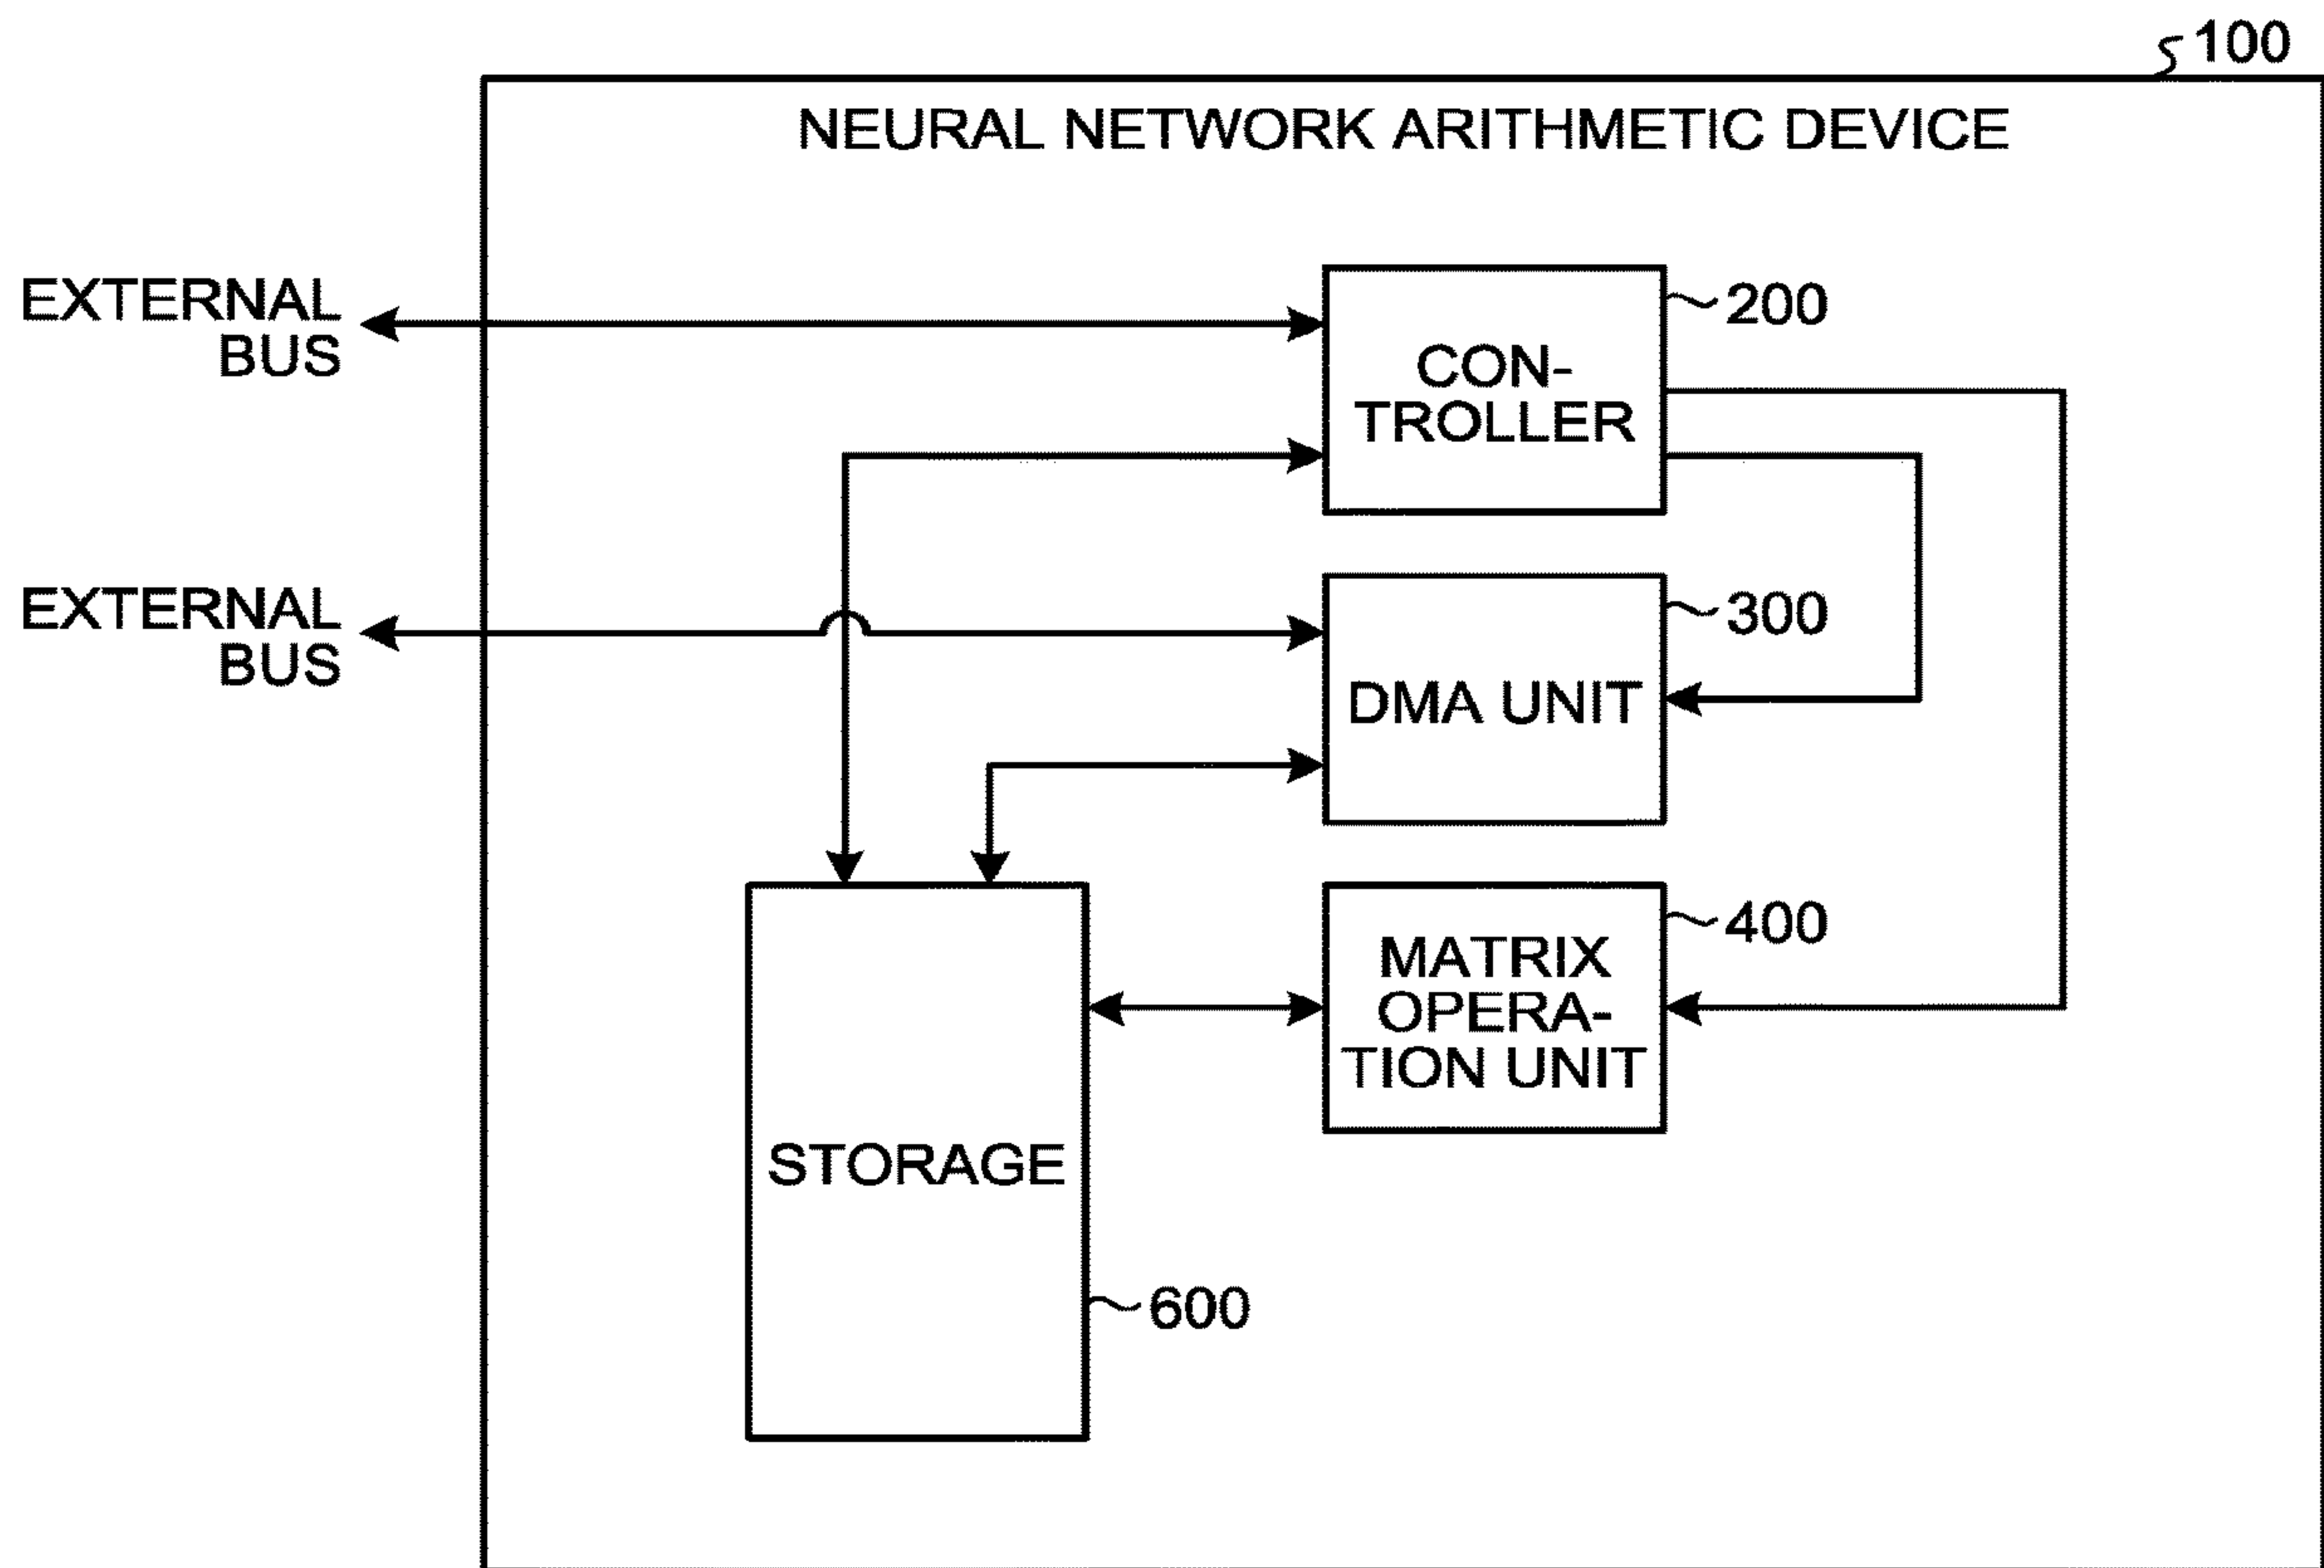 100
NEURAL NETWORK ARITHMETIC DEVICE
EXTERNAL
BUS
200
CON-
TROLLER
EXTERNAL
BUS
300
DMA UNIT
400
MATRIX
OPERA-
TION UNIT
STORAGE
600